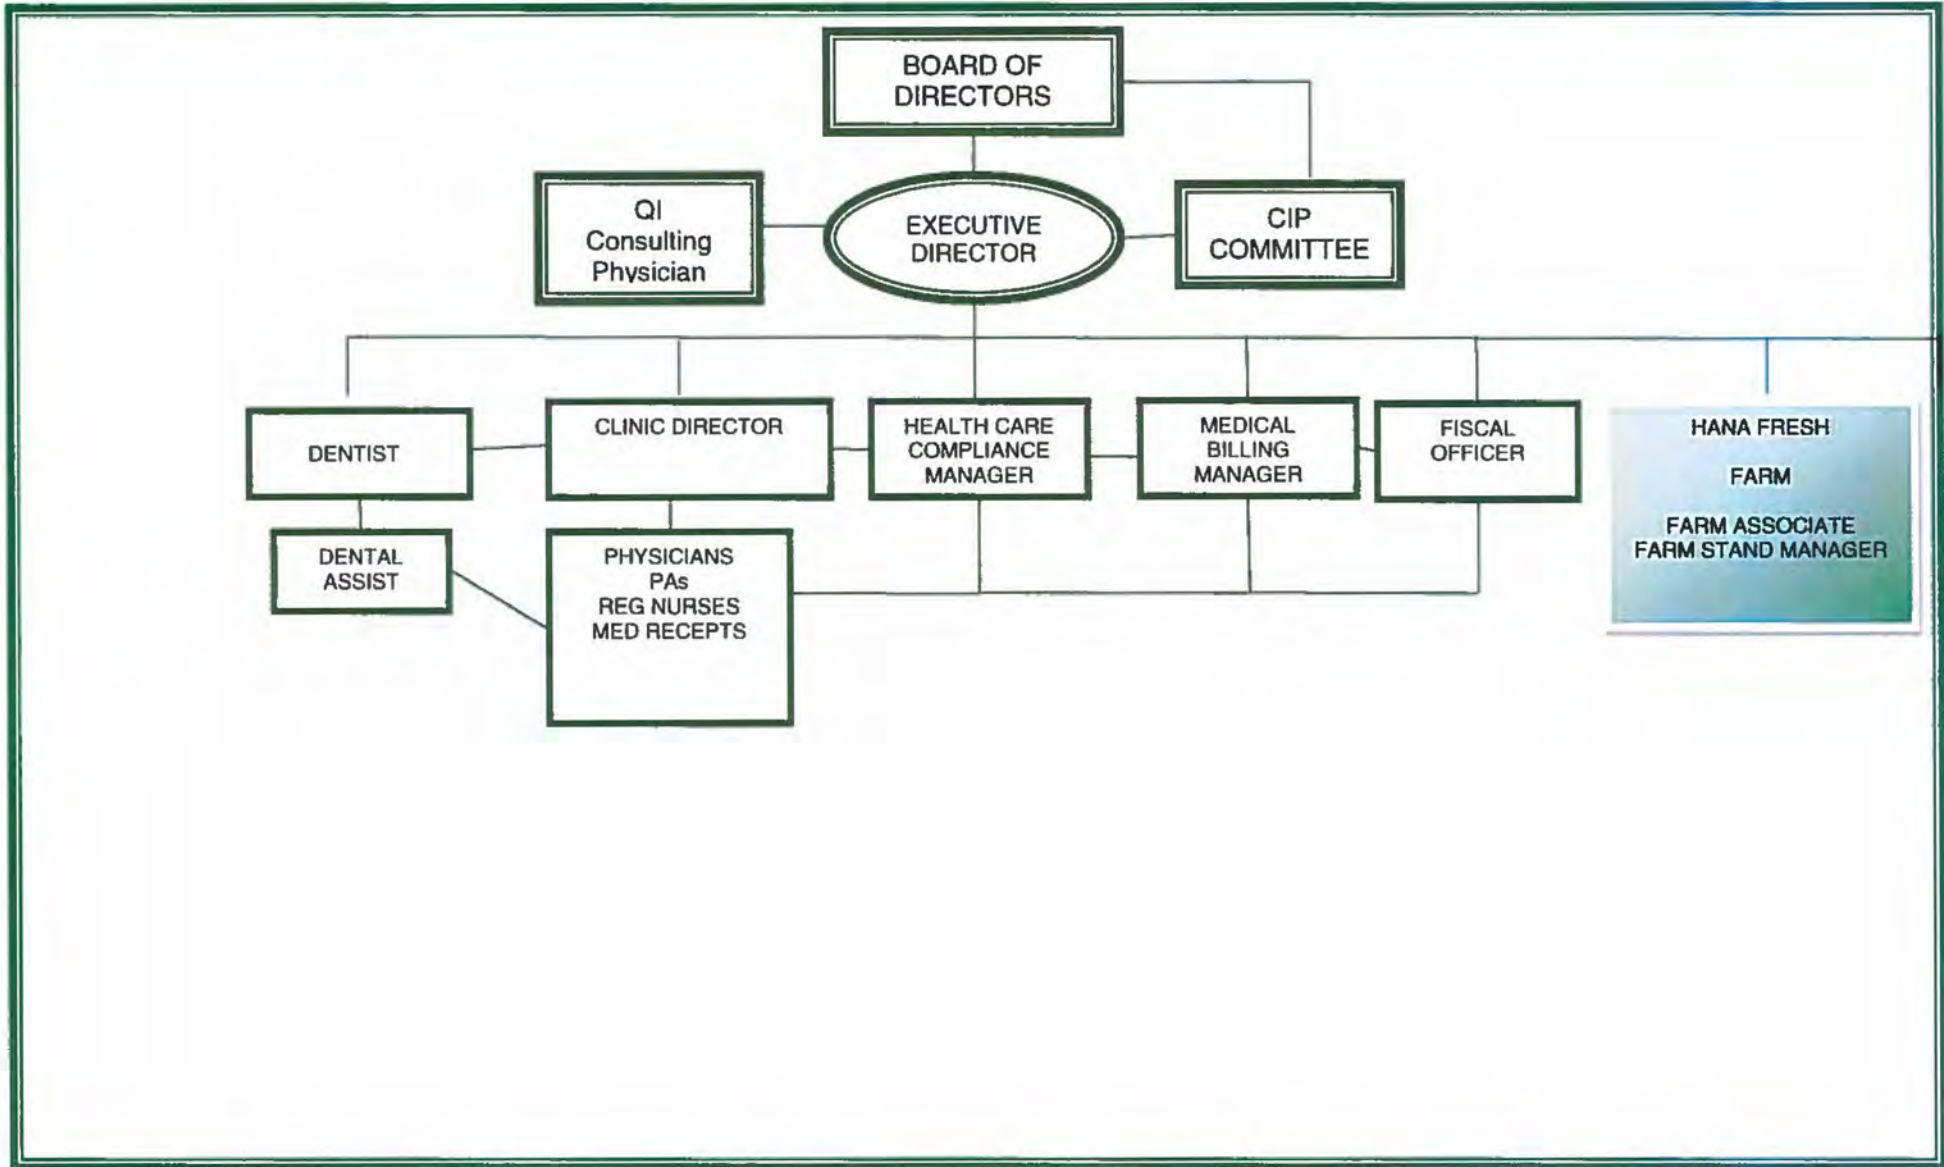 BOARD OF
DIRECTORS
QI
Consulting
Physician
EXECUTIVE
DIRECTOR
CIP
COMMITTEE
DENTIST
CLINIC DIRECTOR
HEALTH CARE
COMPLIANCE
MANAGER
MEDICAL
BILLING
MANAGER
FISCAL
OFFICER
HANA FRESH
FARM
FARM ASSOCIATE
FARM STAND MANAGER
DENTAL
ASSIST
PHYSICIANS
PAs
REG NURSES
MED RECEPTS